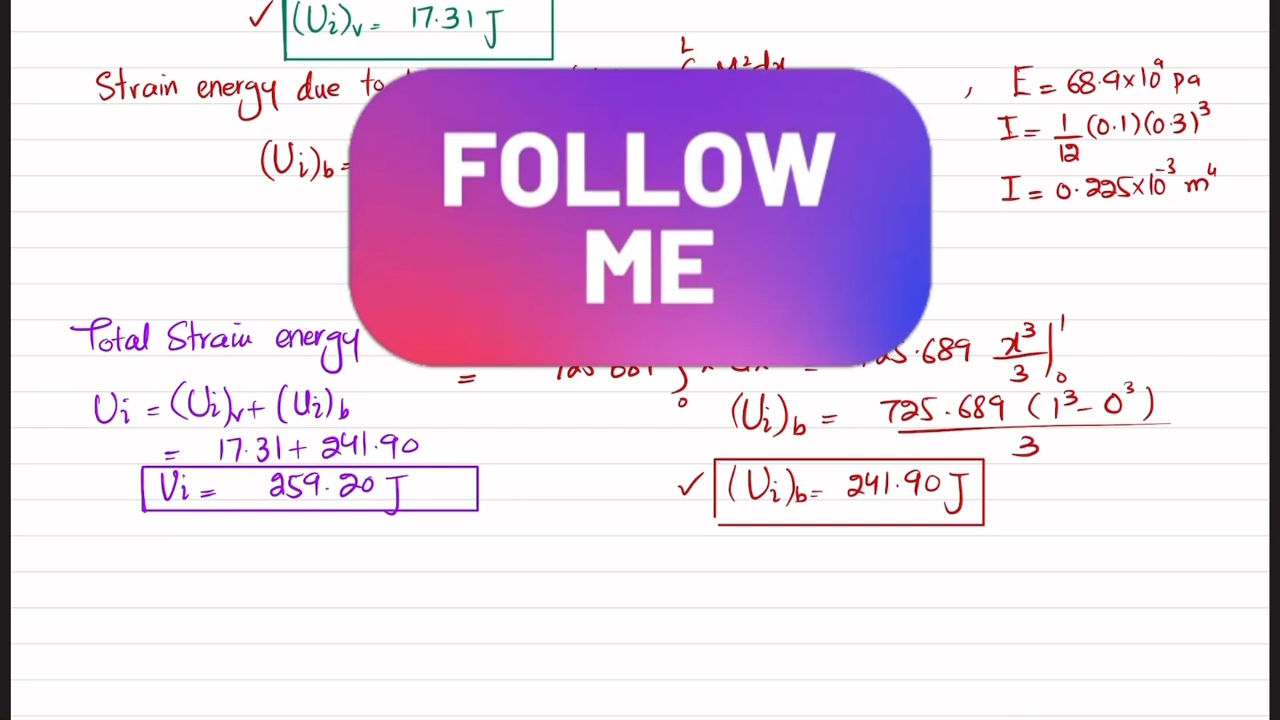 ✓ (Ui)v = 17.31 J
Strain energy due to
L
M²dx
, E = 68.9×10⁹ pa
I = 1/12 (0.1)(0.3)³
(Ui)b =
I = 0.225×10⁻³ m⁴
FOLLOW
ME
Total Strain energy
= 
.689 x³/3 |₀¹
Ui = (Ui)v + (Ui)b
(Ui)b = 725.689 (1³ - 0³) / 3
= 17.31 + 241.90
Ui = 259.20 J
✓ (Ui)b = 241.90 J